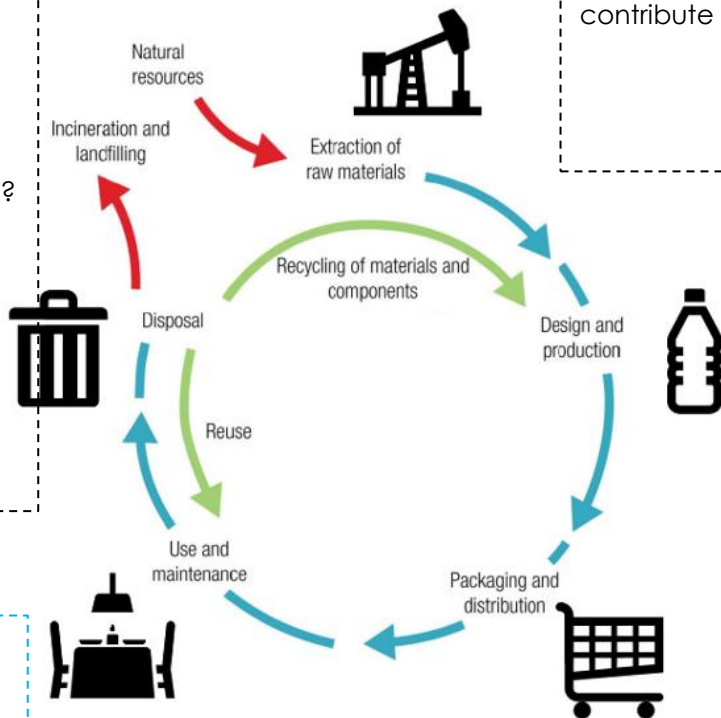 contribute
Natural
resources
Incineration and
landfilling
Extraction of
raw materials
?
Recycling of materials and
components
Disposal
Design and
production
Reuse
Use and
maintenance
Packaging and
distribution